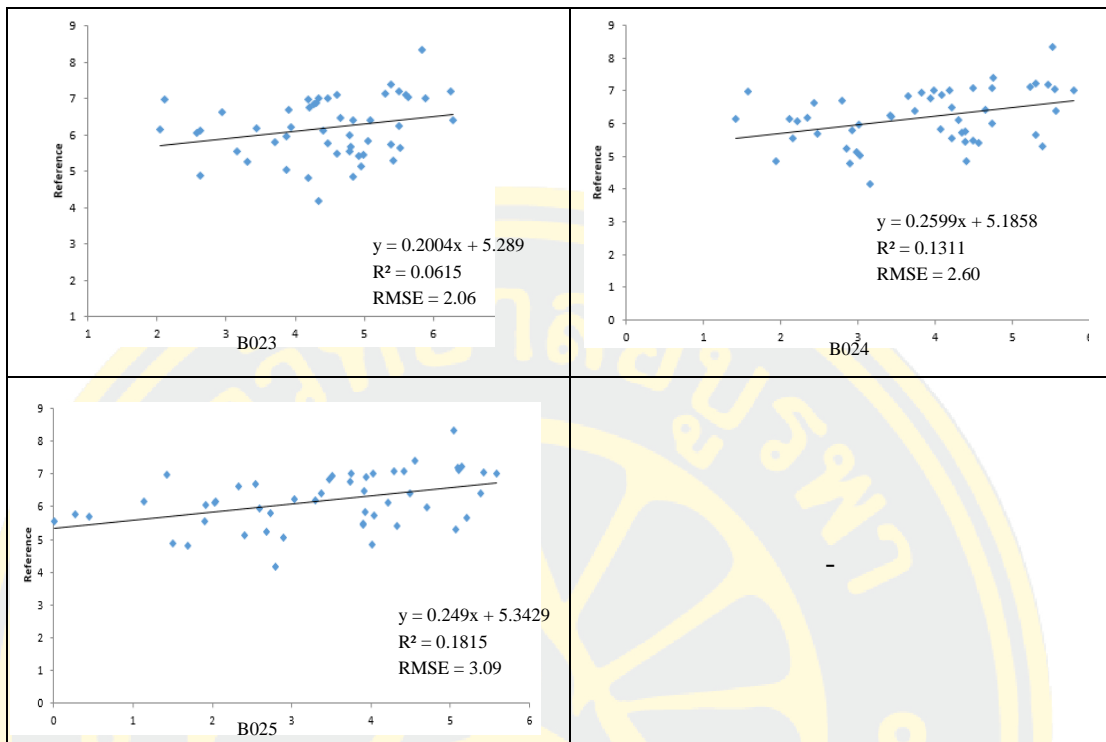 9
8
7
6
5
4
3
2
1
Reference
1 2 3 4 5 6
B023
y = 0.2004x + 5.289
R² = 0.0615
RMSE = 2.06
9
8
7
6
5
4
3
2
1
0
Reference
0 1 2 3 4 5 6
B024
y = 0.2599x + 5.1858
R² = 0.1311
RMSE = 2.60
9
8
7
6
5
4
3
2
1
0
Reference
0 1 2 3 4 5 6
B025
y = 0.249x + 5.3429
R² = 0.1815
RMSE = 3.09
-